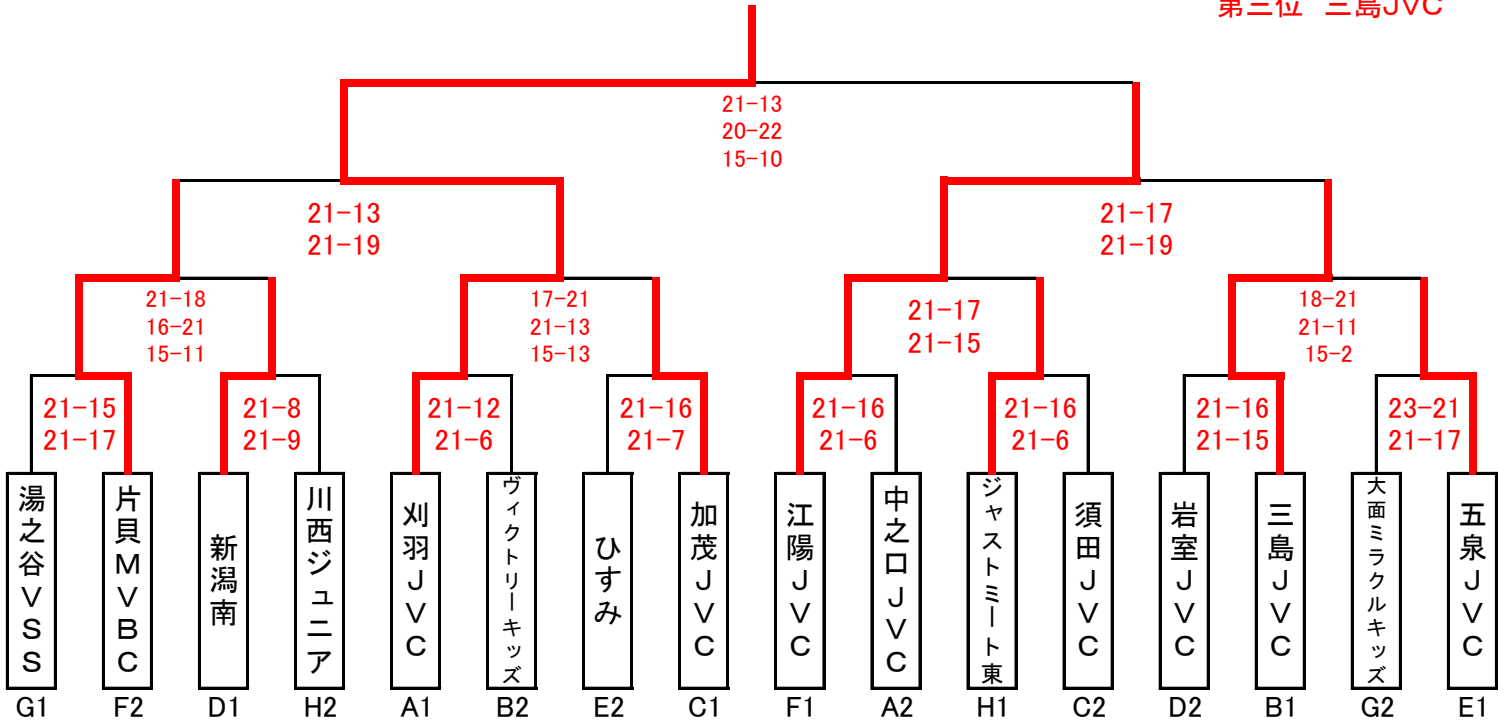 第三位 三島JVC
21-13
20-22
15-10
21-13
21-19
21-17
21-19
21-18
16-21
15-11
17-21
21-13
15-13
21-17
21-15
18-21
21-11
15-2
21-15
21-17
21-8
21-9
21-12
21-6
21-16
21-7
21-16
21-6
21-16
21-6
21-16
21-15
23-21
21-17
湯之谷VSS
片貝MVBC
新潟南
川西ジュニア
刈羽JVC
ヴィクトリーキッズ
ひすみ
加茂JVC
江陽JVC
中之口JVC
ジャストミート東
須田JVC
岩室JVC
三島JVC
大面ミラクルキッズ
五泉JVC
G1 F2 D1 H2 A1 B2 E2 C1 F1 A2 H1 C2 D2 B1 G2 E1